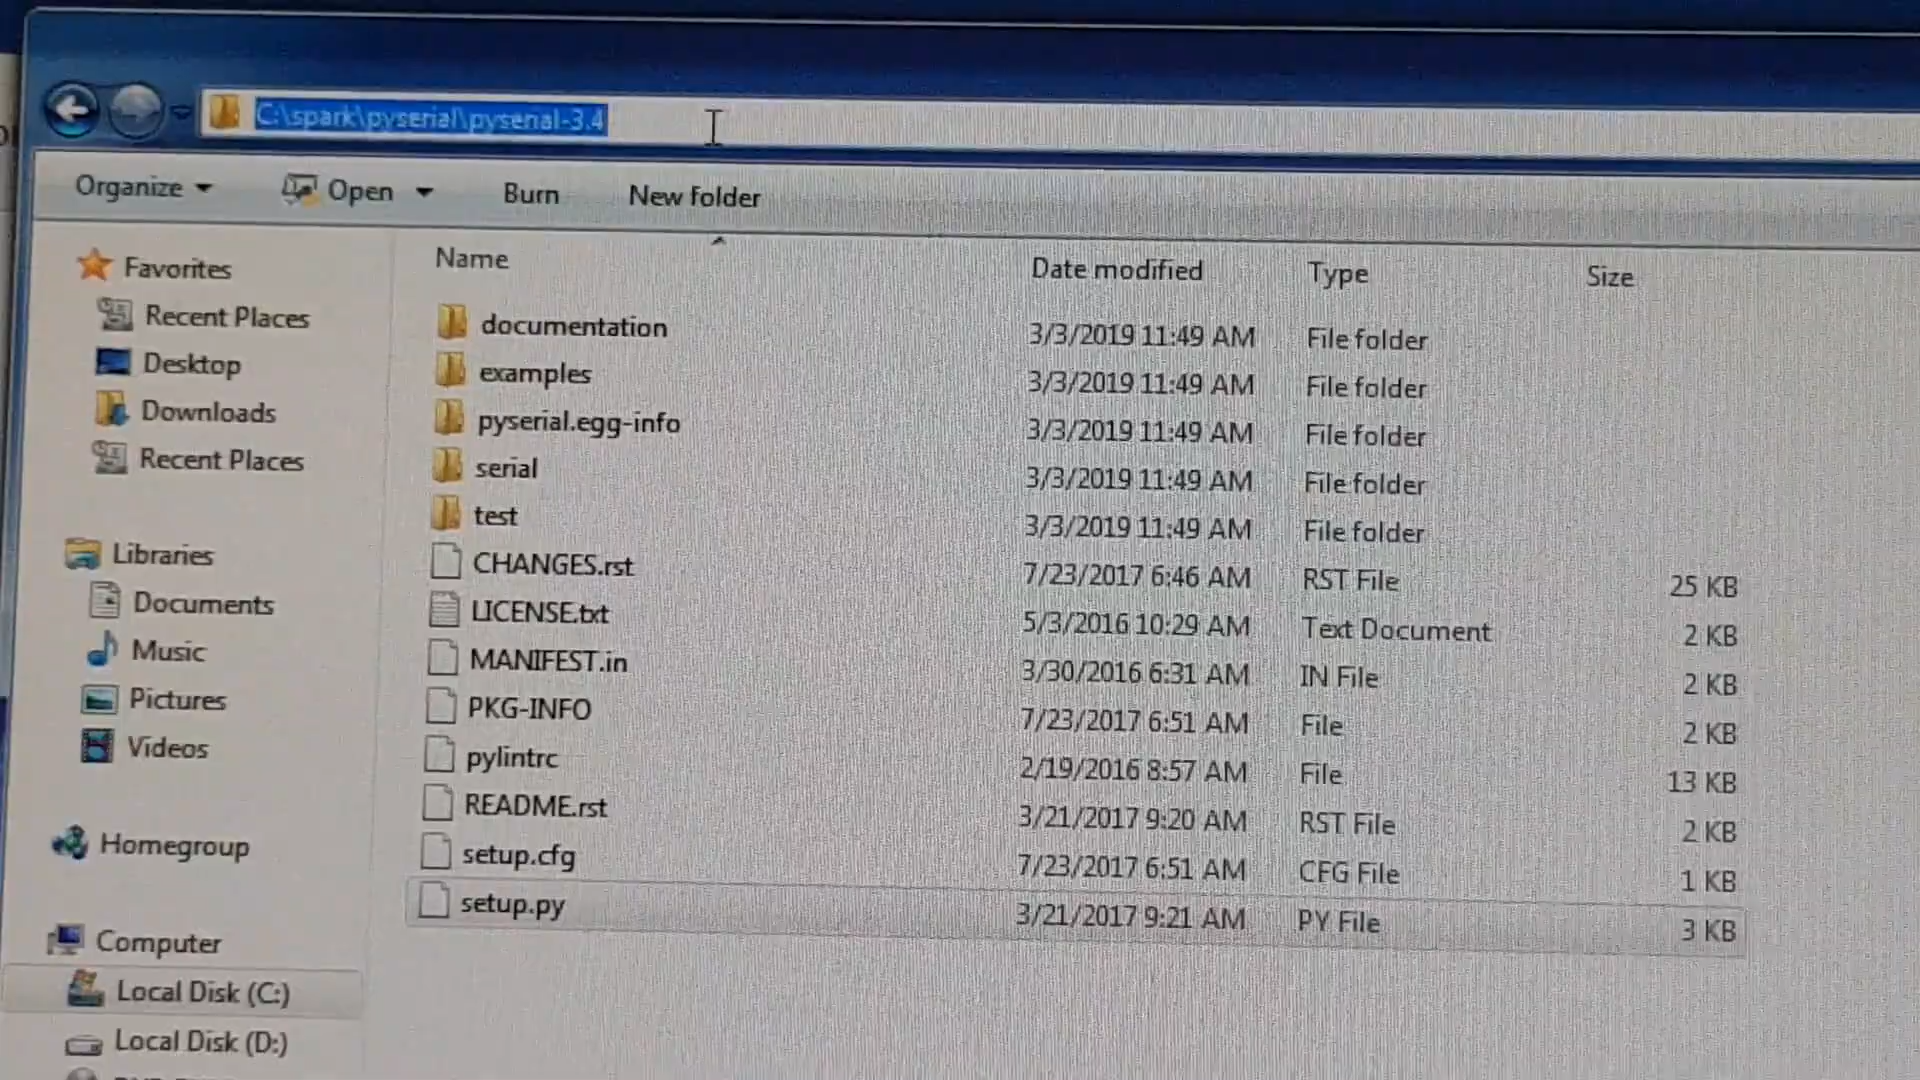 C:\spark\pyserial\pyserial-3.4
Organize Open Burn New folder
Name Date modified Type Size
Favorites
Recent Places
Desktop
Downloads
Recent Places
Libraries
Documents
Music
Pictures
Videos
Homegroup
Computer
Local Disk (C:)
Local Disk (D:)
documentation 3/3/2019 11:49 AM File folder
examples 3/3/2019 11:49 AM File folder
pyserial.egg-info 3/3/2019 11:49 AM File folder
serial 3/3/2019 11:49 AM File folder
test 3/3/2019 11:49 AM File folder
CHANGES.rst 7/23/2017 6:46 AM RST File 25 KB
LICENSE.txt 5/3/2016 10:29 AM Text Document 2 KB
MANIFEST.in 3/30/2016 6:31 AM IN File 2 KB
PKG-INFO 7/23/2017 6:51 AM File 2 KB
pylintrc 2/19/2016 8:57 AM File 13 KB
README.rst 3/21/2017 9:20 AM RST File 2 KB
setup.cfg 7/23/2017 6:51 AM CFG File 1 KB
setup.py 3/21/2017 9:21 AM PY File 3 KB